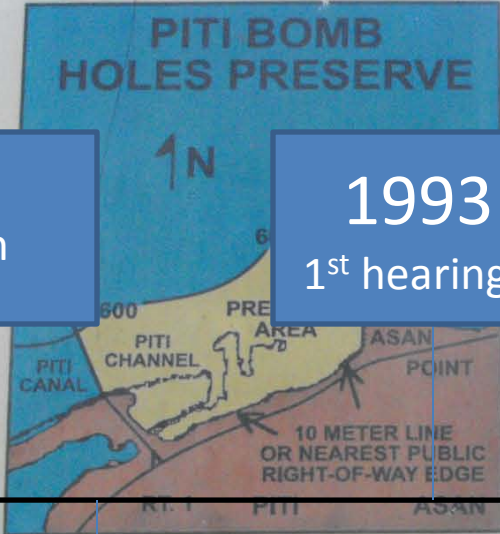 PITI BOMB
HOLES PRESERVE
N
1993
1st hearing
600
PITI
CHANNEL
AREA
ASAN
POINT
PITI
CANAL
10 METER LINE
OR NEAREST PUBLIC
RIGHT-OF-WAY EDGE
RT. 1 PITI ASAN